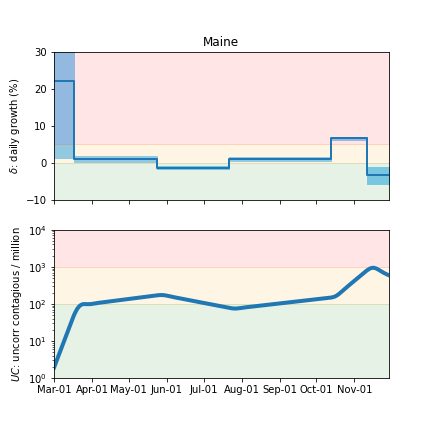 Maine
30
20
10
0
−10
δ: daily growth (%)
10⁴
10³
10²
10¹
10⁰
UC: uncorr contagious / million
Mar-01 Apr-01 May-01 Jun-01 Jul-01 Aug-01 Sep-01 Oct-01 Nov-01